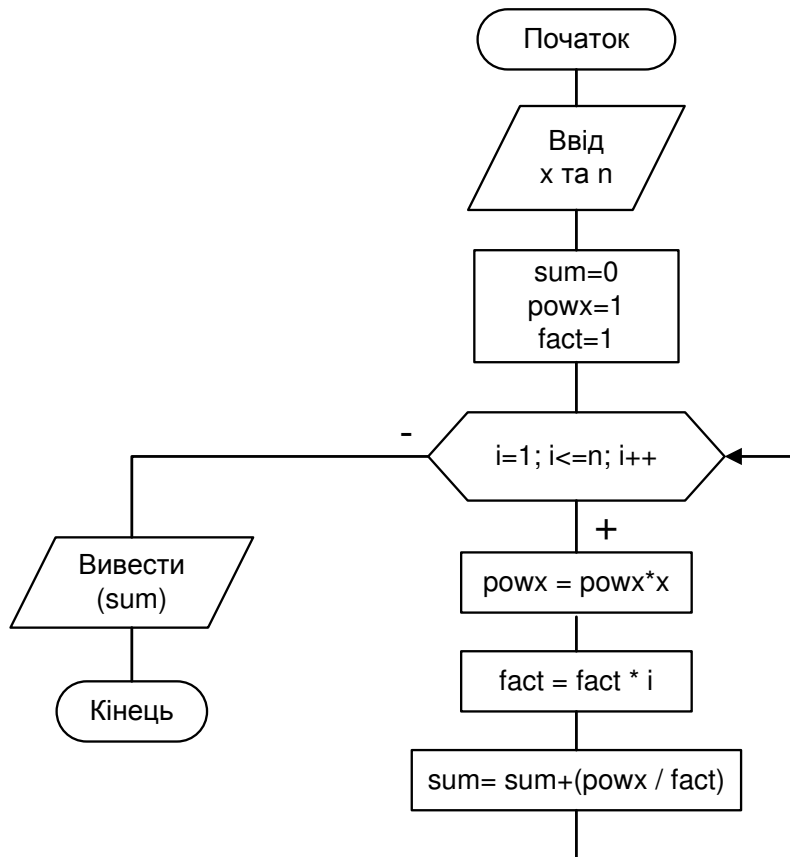 Початок
Ввід
x та n
sum=0
powx=1
fact=1
-
i=1; i<=n; i++
+
powx = powx*x
fact = fact * i
sum= sum+(powx / fact)
Вивести
(sum)
Кінець